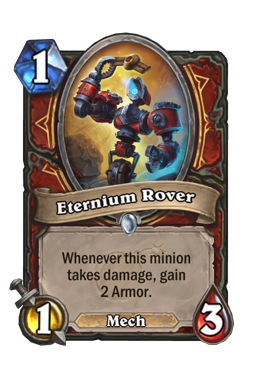 1
Eternium Rover
Whenever this minion
takes damage, gain
2 Armor.
1
Mech
3